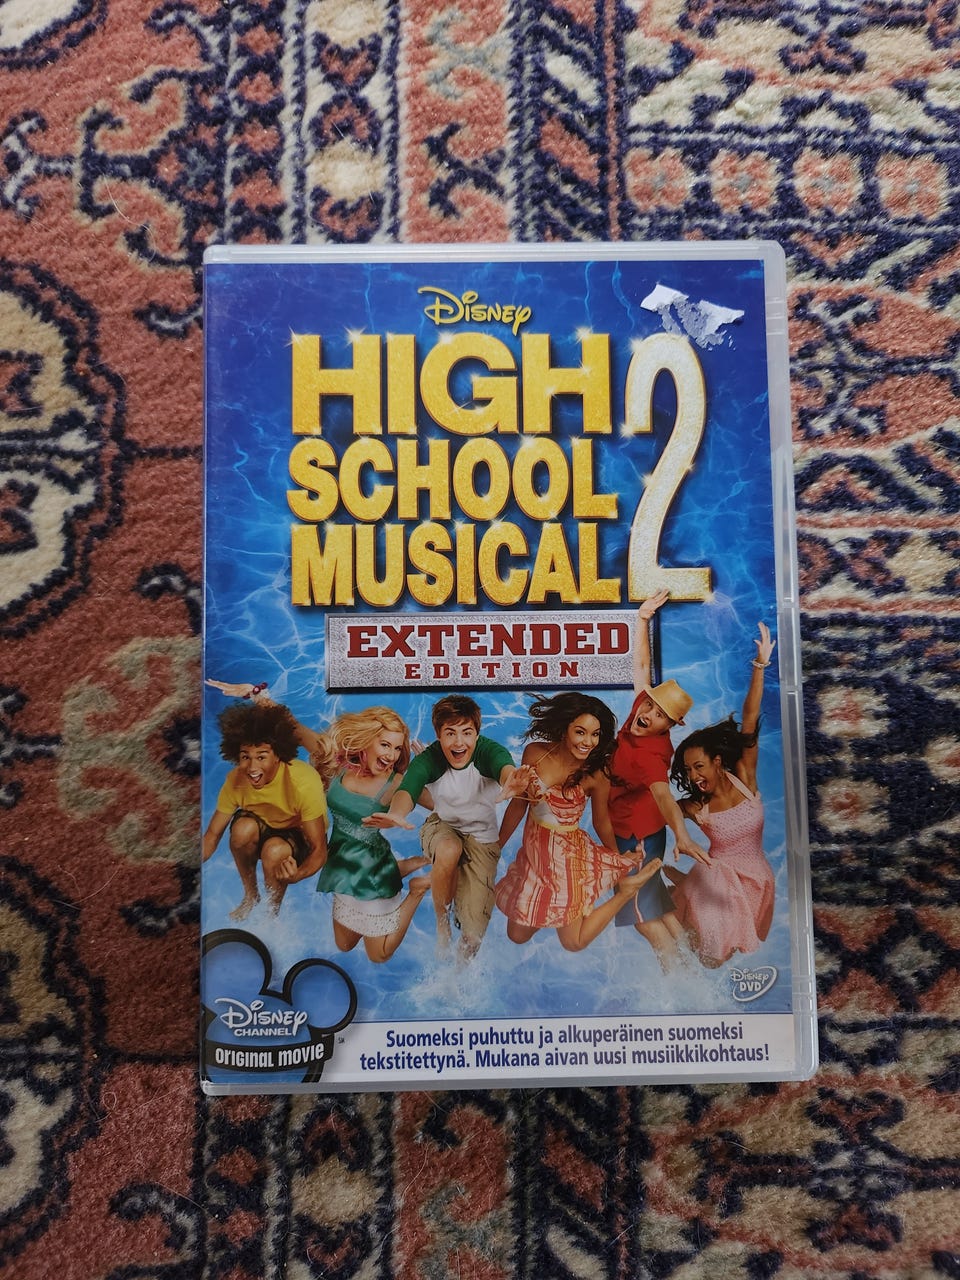 Disney
HIGH
SCHOOL
MUSICAL 2
EXTENDED
EDITION
Disney
DVD
Disney
CHANNEL
ORIGINAL MOVIE
SM
Suomeksi puhuttu ja alkuperäinen suomeksi
tekstitettynä. Mukana aivan uusi musiikkikohtaus!